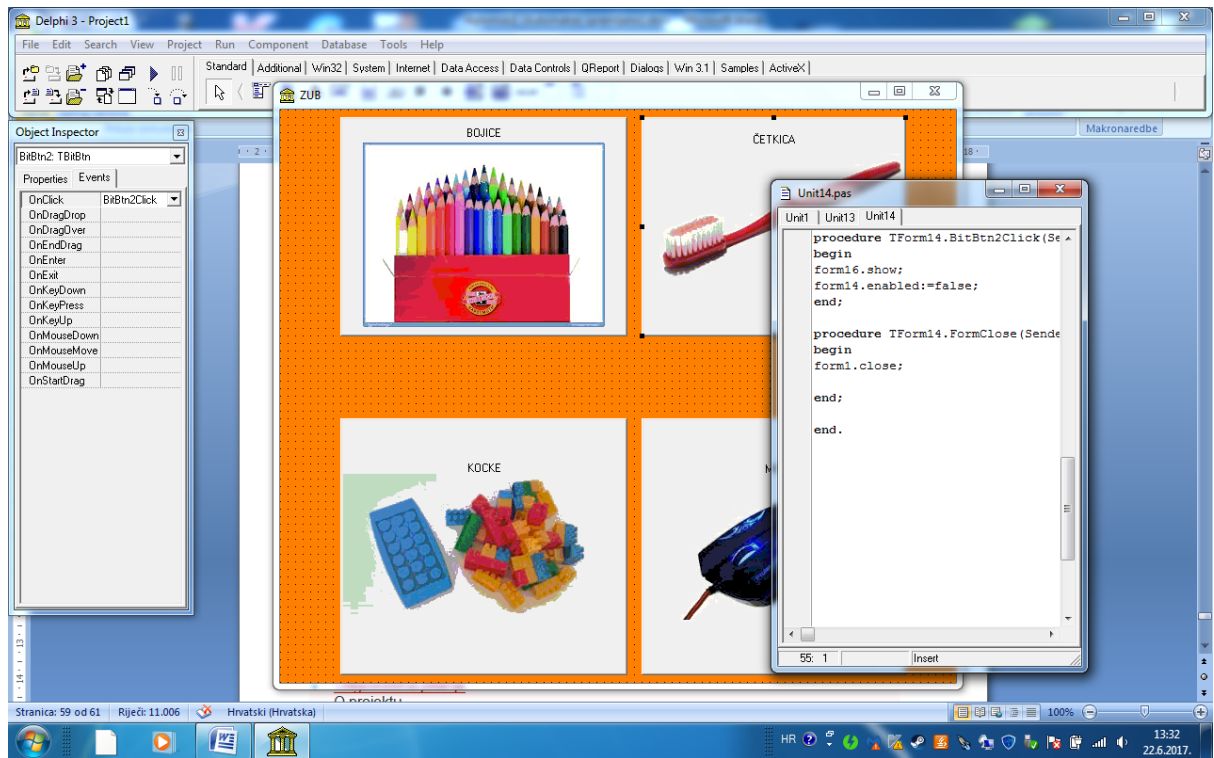 Delphi 3 - Project1
File Edit Search View Project Run Component Database Tools Help
Standard Additional Win32 System Internet Data Access Data Controls QReport Dialogs Win 3.1 Samples ActiveX
ZUB
Object Inspector
BitBtn2: TBitBtn
Properties Events
OnClick BitBtn2Click
OnDragDrop
OnDragOver
OnEndDrag
OnEnter
OnExit
OnKeyDown
OnKeyPress
OnKeyUp
OnMouseDown
OnMouseMove
OnMouseUp
OnStartDrag
Makronaredbe
2
18
BOJICE
ČETKICA
KOCKE
M
Unit14.pas
Unit1 Unit13 Unit14
procedure TForm14.BitBtn2Click(Se
begin
form16.show;
form14.enabled:=false;
end;
procedure TForm14.FormClose(Sende
begin
form1.close;
end;
end.
55: 1 Insert
13
14
O projektu
Stranica: 59 od 61 Riječi: 11.006 Hrvatski (Hrvatska) 100%
HR 13:32
22.6.2017.